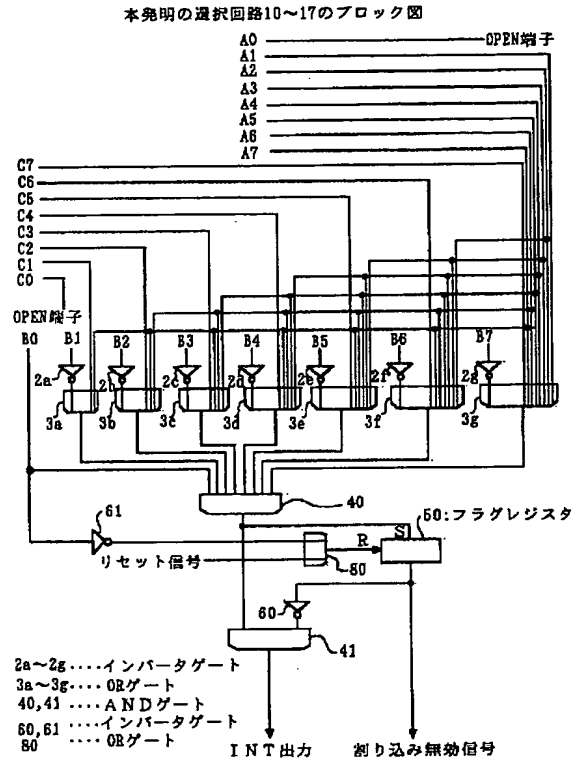 本発明の選択回路10～17のブロック図
A0
OPEN端子
A1
A2
A3
A4
A5
A6
A7
C7
C6
C5
C4
C3
C2
C1
C0
OPEN端子
B0
B1
B2
B3
B4
B5
B6
B7
2a
2b
2c
2d
2e
2f
2g
3a
3b
3c
3d
3e
3f
3g
40
61
50:フラグレジスタ
S
R
リセット信号
80
60
41
2a～2g‥‥インバータゲート
3a～3g‥‥ORゲート
40,41 ‥‥ANDゲート
60,61 ‥‥インバータゲート
80 ‥‥ORゲート
INT出力
割り込み無効信号